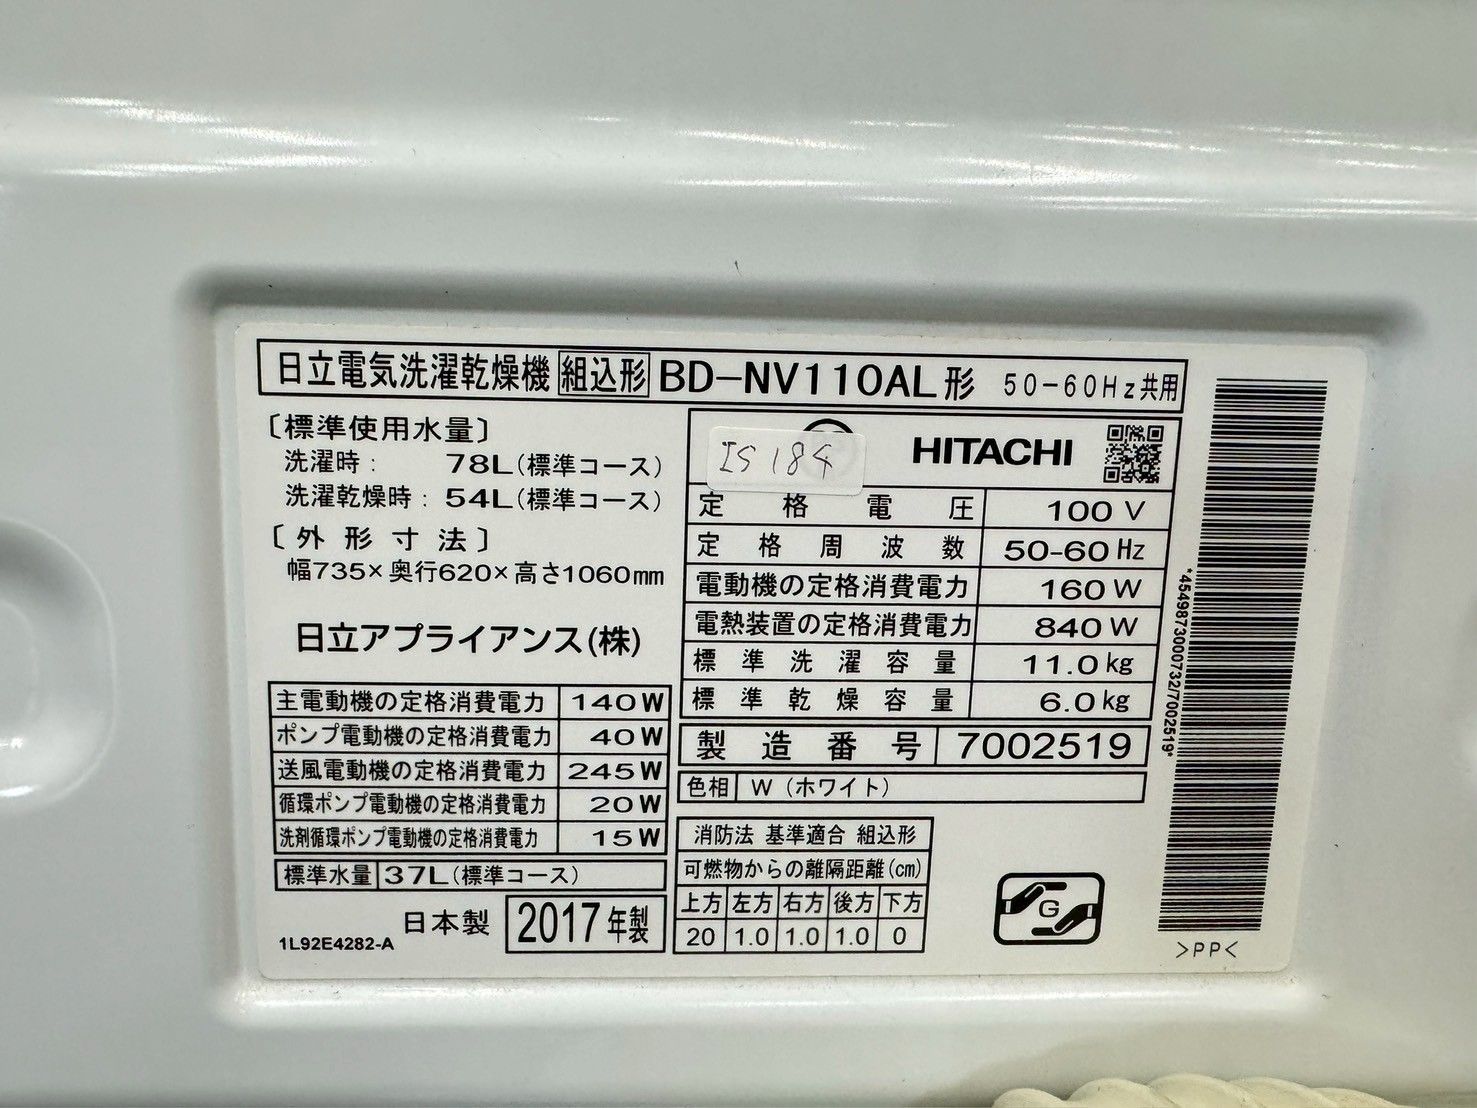 日立電気洗濯乾燥機 組込形 BD-NV110AL形 50-60Hz共用
〔標準使用水量〕
洗濯時: 78L(標準コース)
洗濯乾燥時: 54L(標準コース)
〔外形寸法〕
幅735×奥行620×高さ1060mm
日立アプライアンス(株)
主電動機の定格消費電力 140W
ポンプ電動機の定格消費電力 40W
送風電動機の定格消費電力 245W
循環ポンプ電動機の定格消費電力 20W
洗剤循環ポンプ電動機の定格消費電力 15W
標準水量 37L(標準コース)
日本製 2017年製
1L92E4282-A
IS184
HITACHI
定格電圧 100V
定格周波数 50-60Hz
電動機の定格消費電力 160W
電熱装置の定格消費電力 840W
標準洗濯容量 11.0kg
標準乾燥容量 6.0kg
製造番号 7002519
色相 W(ホワイト)
消防法 基準適合 組込形
可燃物からの離隔距離(cm)
上方 左方 右方 後方 下方
20 1.0 1.0 1.0 0
G
*4549873000732/7002519*
>PP<